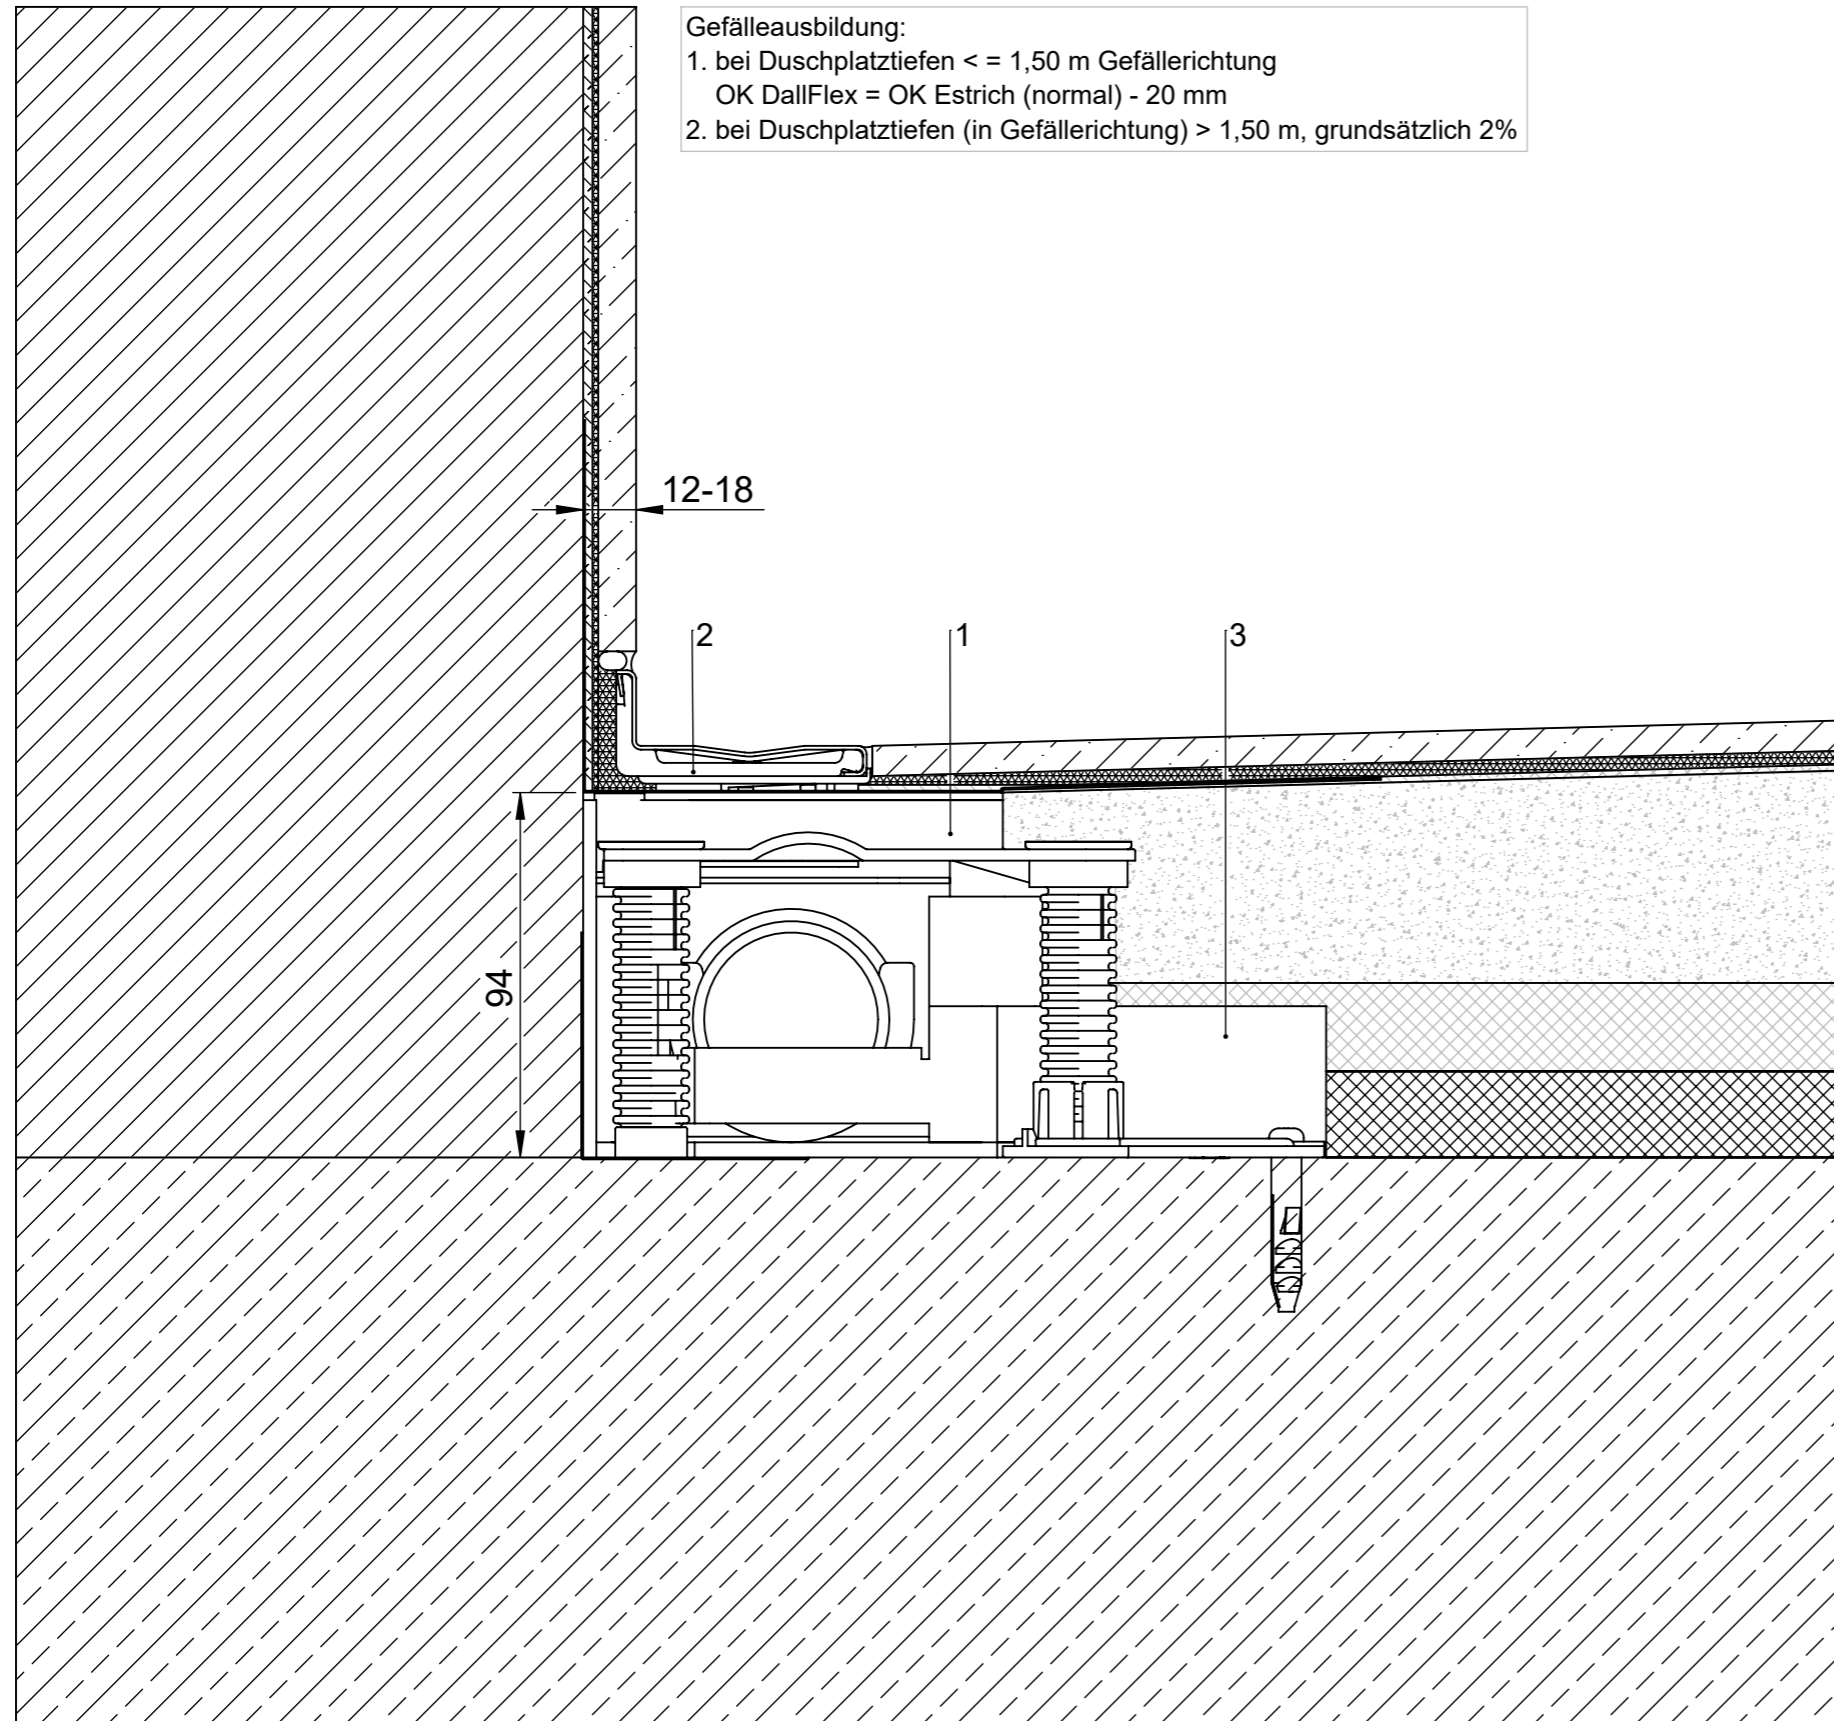 Gefälleausbildung:
1. bei Duschplatztiefen < = 1,50 m Gefällerichtung
OK DallFlex = OK Estrich (normal) - 20 mm
2. bei Duschplatztiefen (in Gefällerichtung) > 1,50 m, grundsätzlich 2%
12-18
2 1 3
94